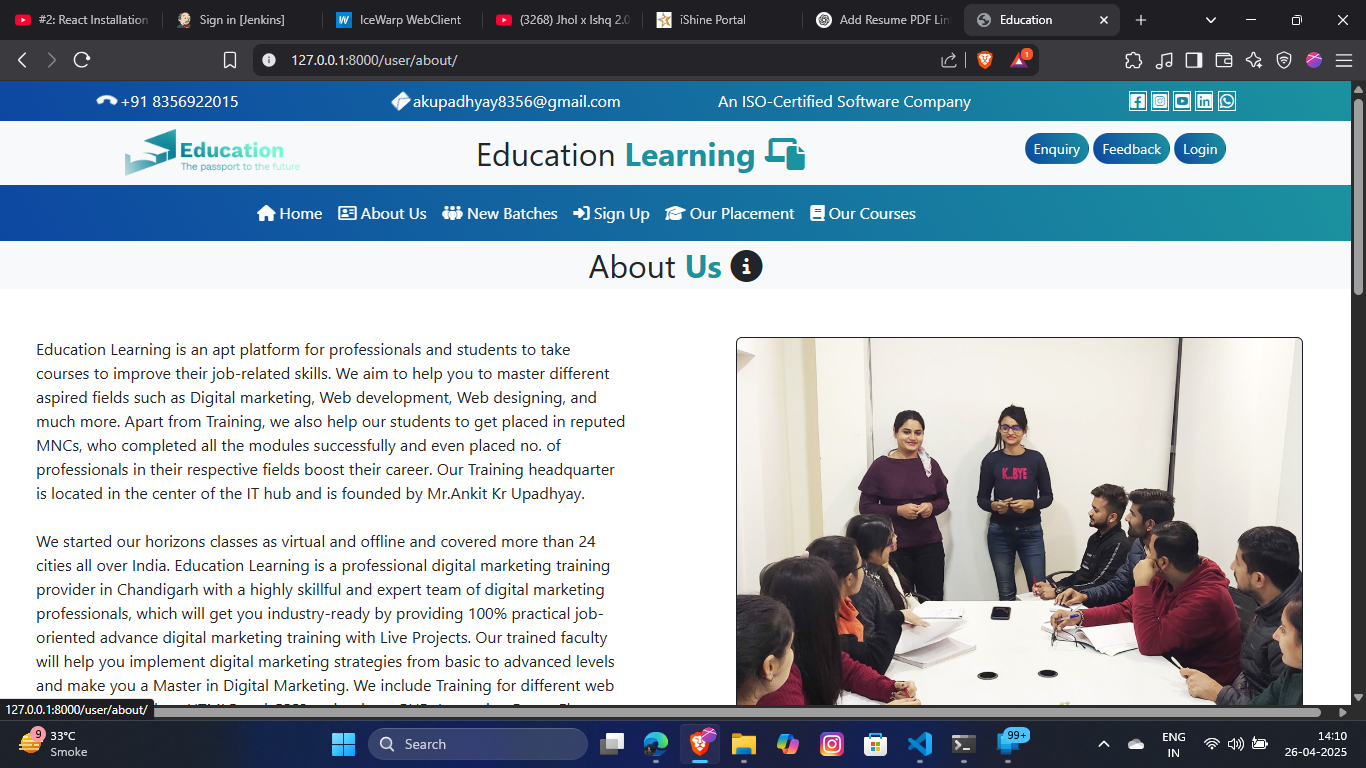 #2: React Installation
Sign in [Jenkins]
IceWarp WebClient
(3268) Jhol x Ishq 2.0
iShine Portal
Add Resume PDF Lin
Education
127.0.0.1:8000/user/about/
1
+91 8356922015
akupadhyay8356@gmail.com
An ISO-Certified Software Company
Education
The passport to the future
Education Learning
Enquiry
Feedback
Login
Home
About Us
New Batches
Sign Up
Our Placement
Our Courses
About Us
Education Learning is an apt platform for professionals and students to take
courses to improve their job-related skills. We aim to help you to master different
aspired fields such as Digital marketing, Web development, Web designing, and
much more. Apart from Training, we also help our students to get placed in reputed
MNCs, who completed all the modules successfully and even placed no. of
professionals in their respective fields boost their career. Our Training headquarter
is located in the center of the IT hub and is founded by Mr.Ankit Kr Upadhyay.
We started our horizons classes as virtual and offline and covered more than 24
cities all over India. Education Learning is a professional digital marketing training
provider in Chandigarh with a highly skillful and expert team of digital marketing
professionals, which will get you industry-ready by providing 100% practical job-
oriented advance digital marketing training with Live Projects. Our trained faculty
will help you implement digital marketing strategies from basic to advanced levels
and make you a Master in Digital Marketing. We include Training for different web
K..BYE
127.0.0.1:8000/user/about/
9
33°C
Smoke
Search
99+
ENG
IN
14:10
26-04-2025